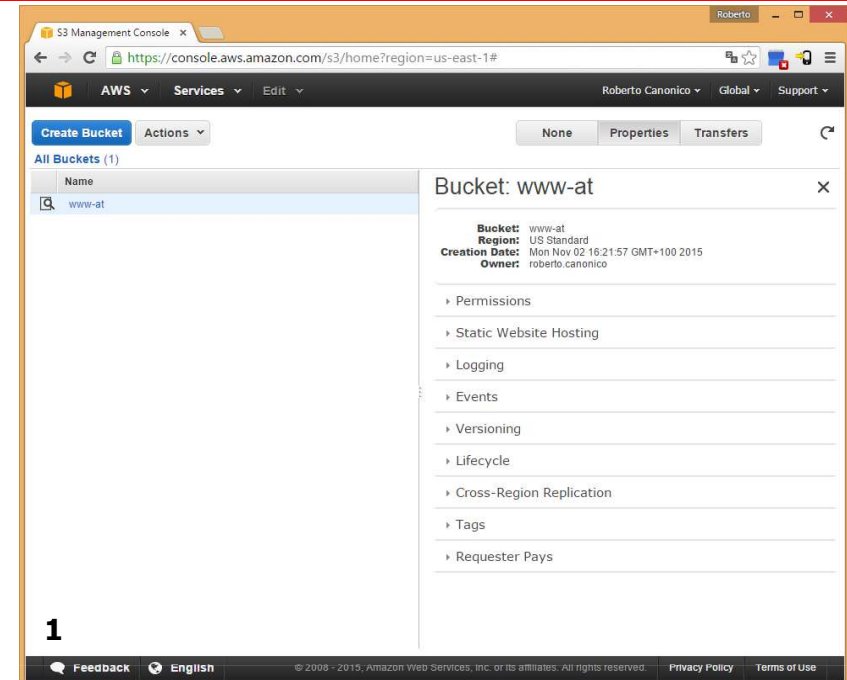 Roberto
S3 Management Console
https://console.aws.amazon.com/s3/home?region=us-east-1#
AWS Services Edit Roberto Canonico Global Support
Create Bucket Actions None Properties Transfers
All Buckets (1)
Name
www-at
Bucket: www-at
Bucket: www-at
Region: US Standard
Creation Date: Mon Nov 02 16:21:57 GMT+100 2015
Owner: roberto.canonico
Permissions
Static Website Hosting
Logging
Events
Versioning
Lifecycle
Cross-Region Replication
Tags
Requester Pays
1
Feedback English © 2008 - 2015, Amazon Web Services, Inc. or its affiliates. All rights reserved. Privacy Policy Terms of Use